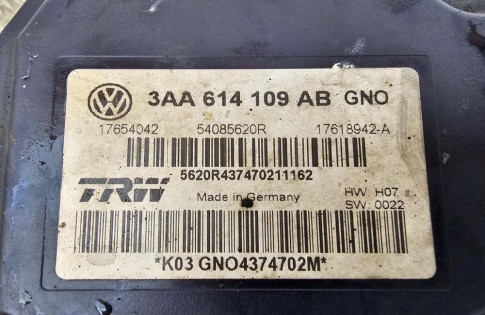 3AA 614 109 AB GNO
17654042 54085620R 17618942-A
5620R437470211162
TRW Made in Germany HW H07
SW 0022
*K03 GNO4374702M*